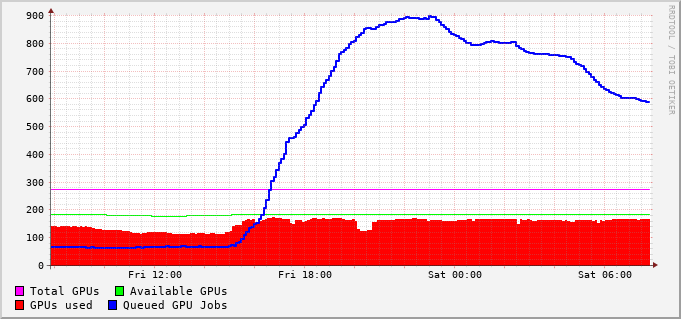 900
800
700
600
500
400
300
200
100
0
Fri 12:00 Fri 18:00 Sat 00:00 Sat 06:00
Total GPUs Available GPUs
GPUs used Queued GPU Jobs
RRDTOOL / TOBI OETIKER